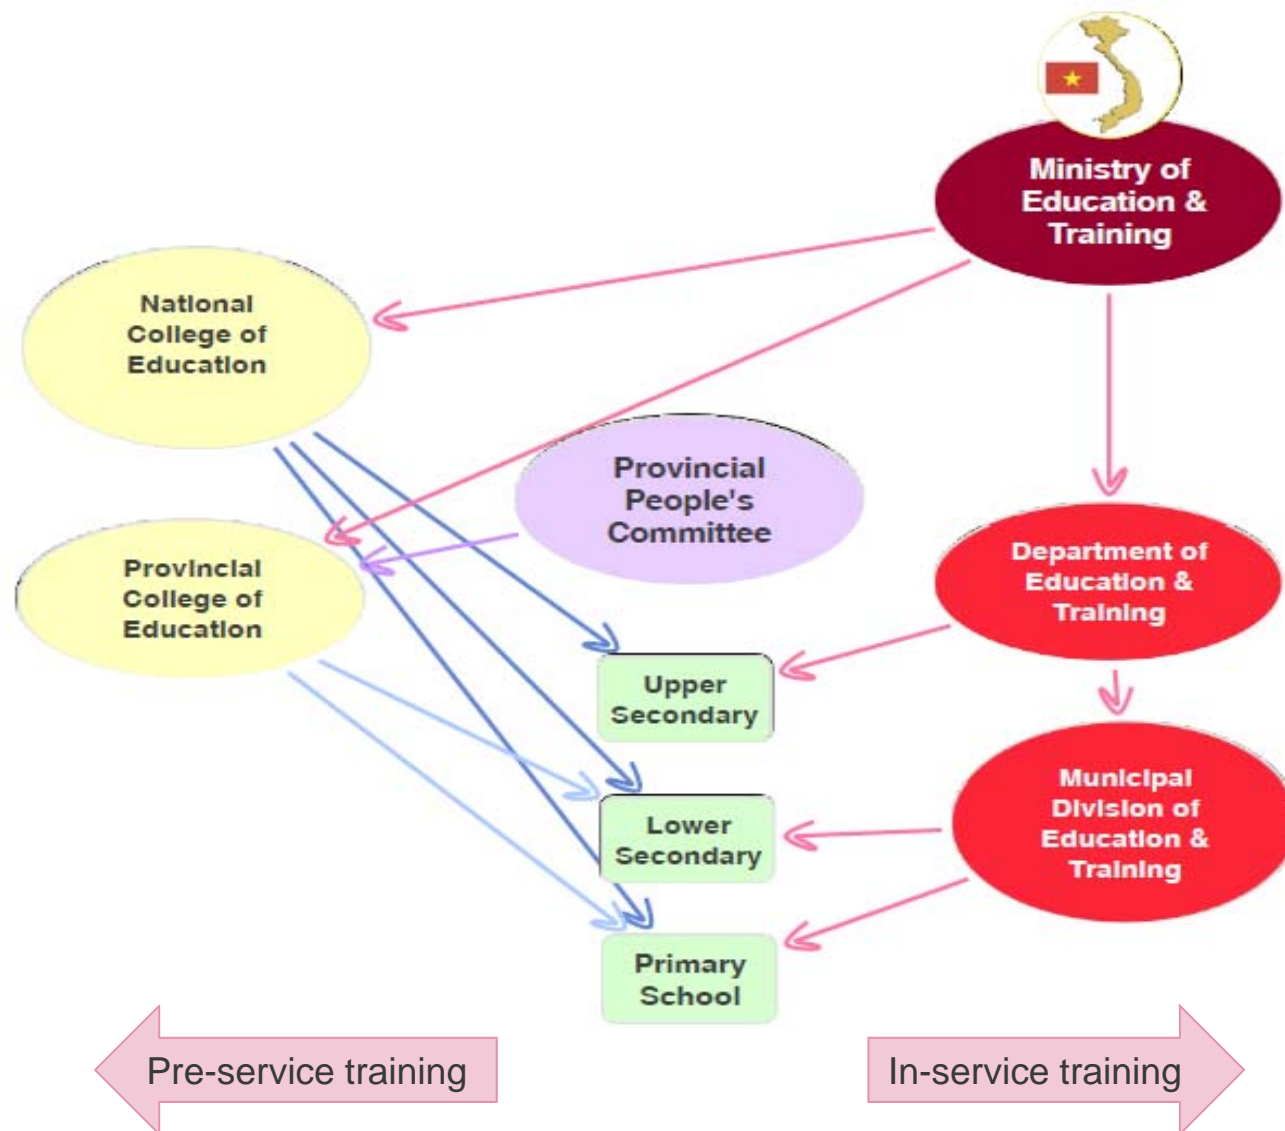 Ministry of
Education &
Training
National
College of
Education
Provincial
People's
Committee
Provincial
College of
Education
Department of
Education &
Training
Upper
Secondary
Municipal
Division of
Education &
Training
Lower
Secondary
Primary
School
Pre-service training
In-service training